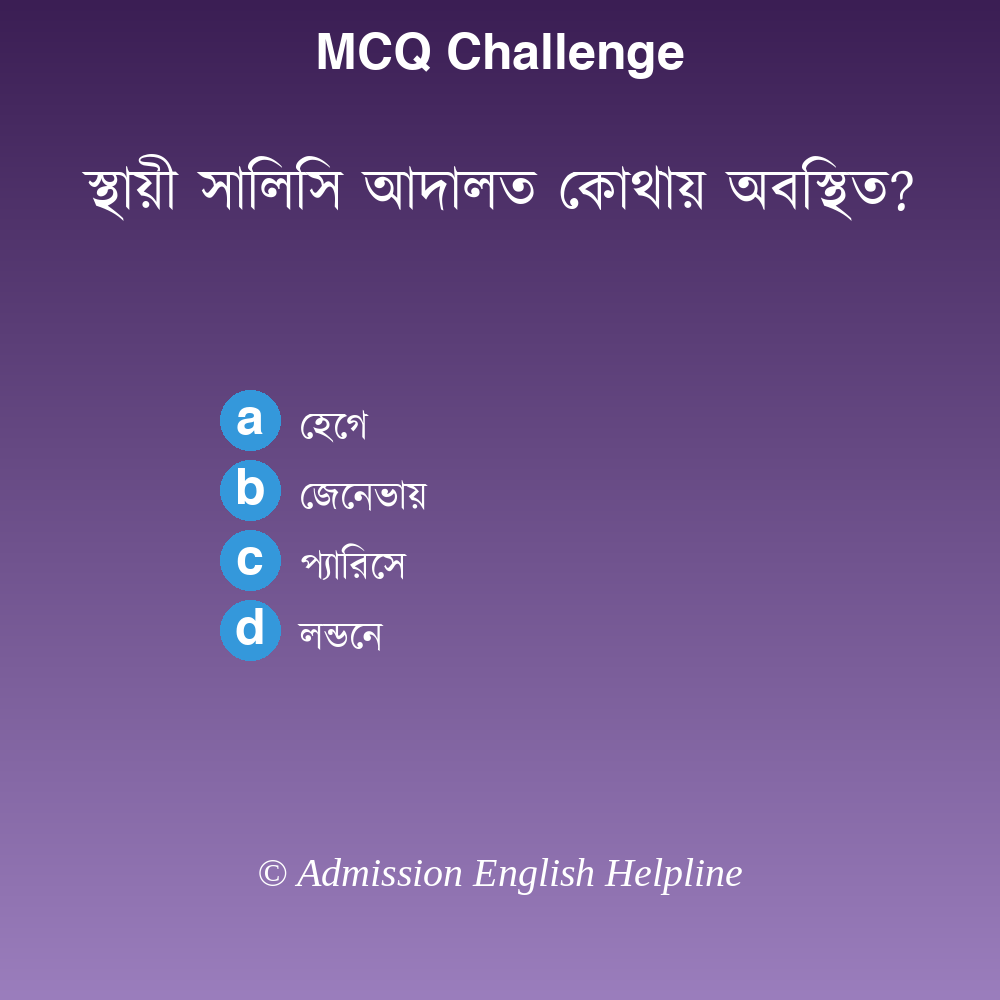 MCQ Challenge
স্থায়ী সালিসি আদালত কোথায় অবস্থিত?
a হেগে
b জেনেভায়
c প্যারিসে
d লন্ডনে
© Admission English Helpline